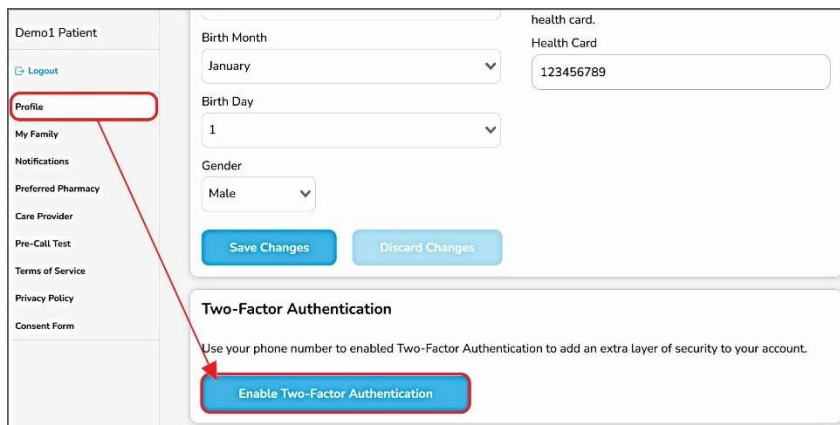 Demo1 Patient
Logout
Profile
My Family
Notifications
Preferred Pharmacy
Care Provider
Pre-Call Test
Terms of Service
Privacy Policy
Consent Form
Birth Month
January
Birth Day
1
Gender
Male
Save Changes
Discard Changes
health card.
Health Card
123456789
Two-Factor Authentication
Use your phone number to enabled Two-Factor Authentication to add an extra layer of security to your account.
Enable Two-Factor Authentication